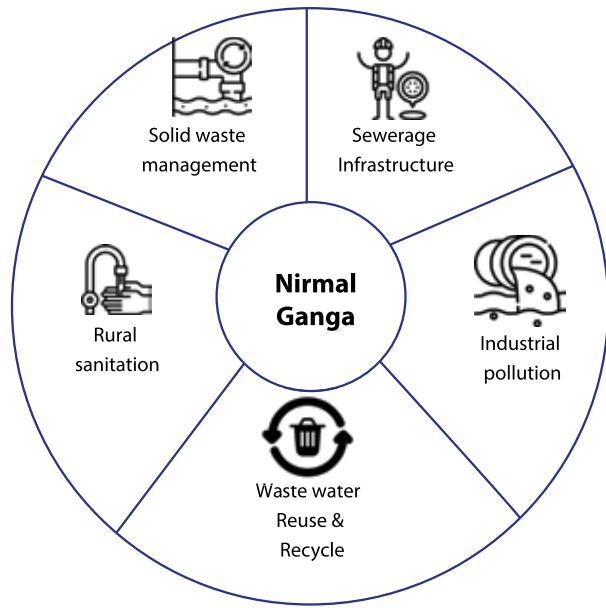 Solid waste
management
Sewerage
Infrastructure
Nirmal
Ganga
Rural
sanitation
Industrial
pollution
Waste water
Reuse &
Recycle